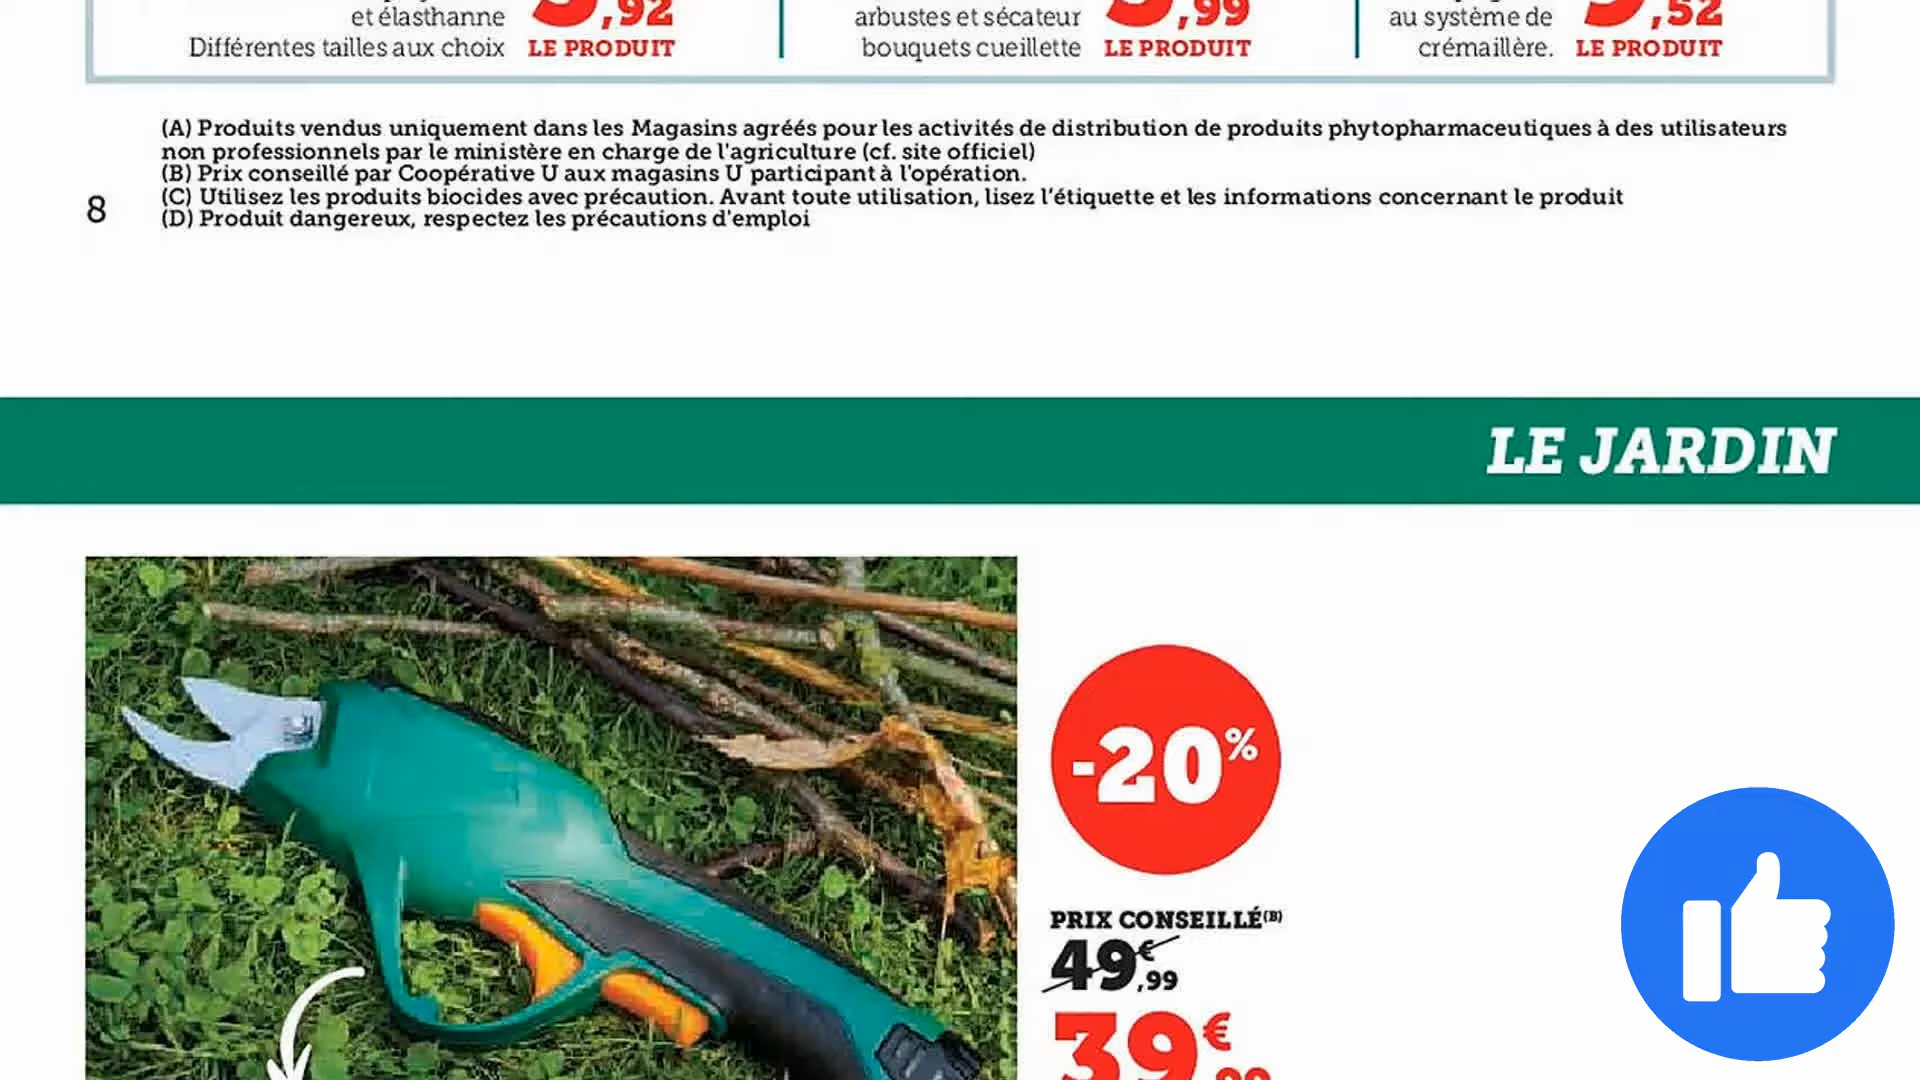 et élasthanne
Différentes tailles aux choix
,92
LE PRODUIT
arbustes et sécateur
bouquets cueillette
,99
LE PRODUIT
au système de
crémaillère.
,52
LE PRODUIT
(A) Produits vendus uniquement dans les Magasins agréés pour les activités de distribution de produits phytopharmaceutiques à des utilisateurs
non professionnels par le ministère en charge de l'agriculture (cf. site officiel)
(B) Prix conseillé par Coopérative U aux magasins U participant à l'opération.
(C) Utilisez les produits biocides avec précaution. Avant toute utilisation, lisez l’étiquette et les informations concernant le produit
(D) Produit dangereux, respectez les précautions d'emploi
8
LE JARDIN
-20%
PRIX CONSEILLÉ(B)
49€,99
39€